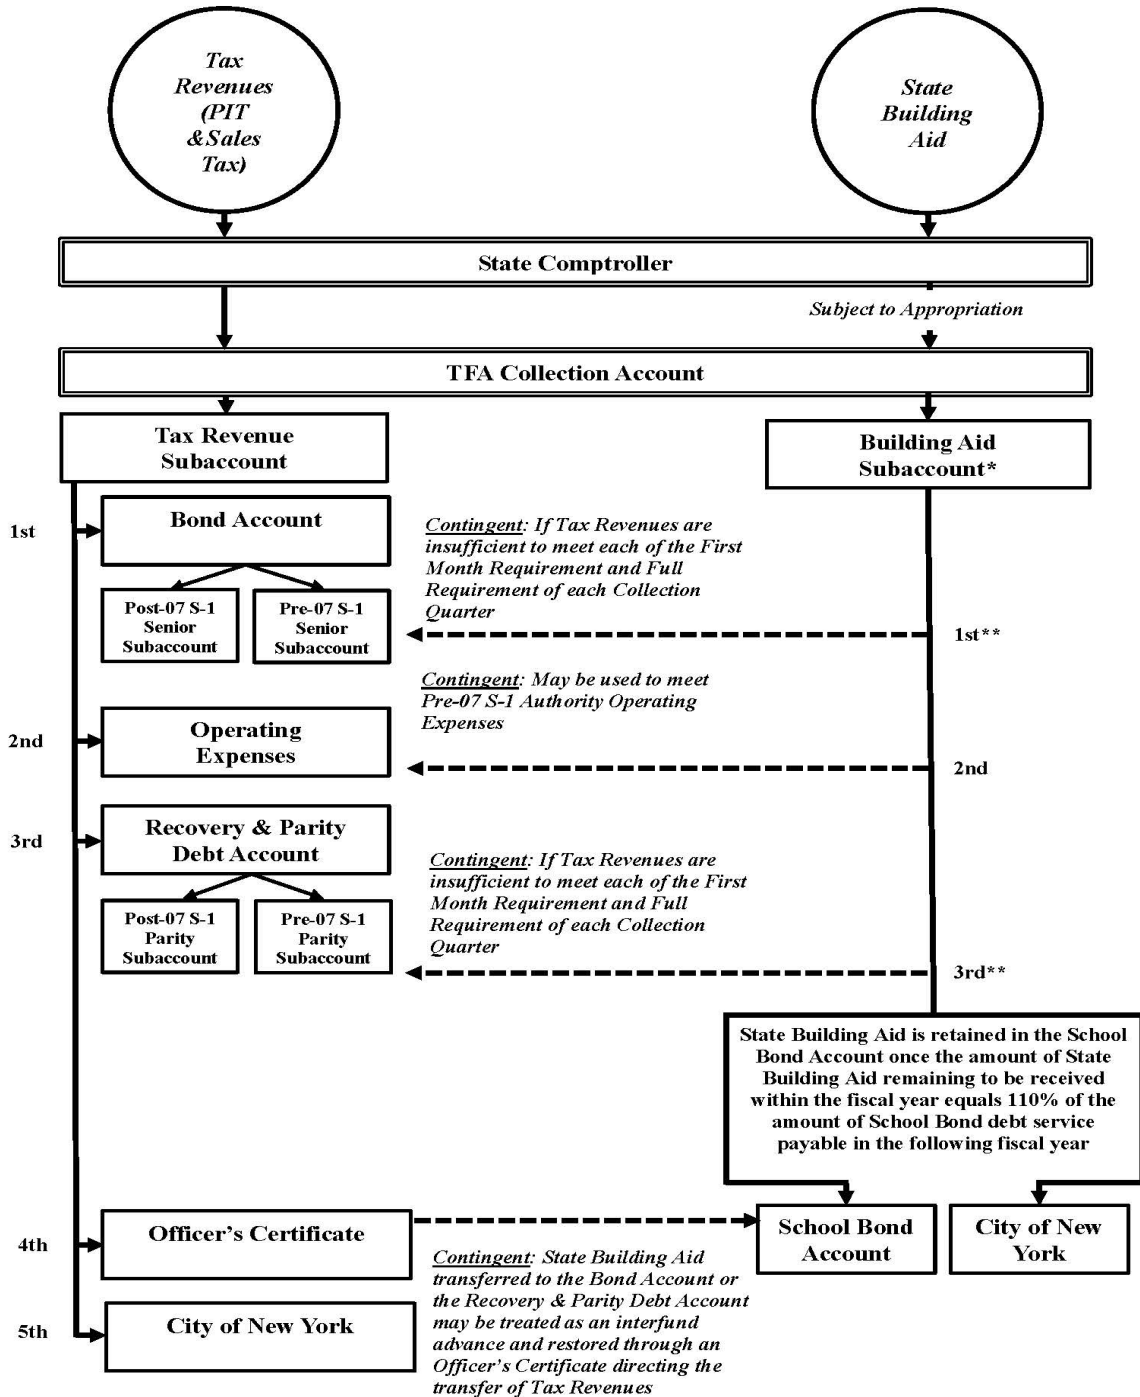 Tax
Revenues
(PIT
&Sales
Tax)
State
Building
Aid
State Comptroller
Subject to Appropriation
TFA Collection Account
Tax Revenue
Subaccount
Building Aid
Subaccount*
1st
Bond Account
Contingent: If Tax Revenues are
insufficient to meet each of the First
Month Requirement and Full
Requirement of each Collection
Quarter
Post-07 S-1
Senior
Subaccount
Pre-07 S-1
Senior
Subaccount
1st**
Contingent: May be used to meet
Pre-07 S-1 Authority Operating
Expenses
2nd
Operating
Expenses
2nd
3rd
Recovery & Parity
Debt Account
Contingent: If Tax Revenues are
insufficient to meet each of the First
Month Requirement and Full
Requirement of each Collection
Quarter
Post-07 S-1
Parity
Subaccount
Pre-07 S-1
Parity
Subaccount
3rd**
State Building Aid is retained in the School
Bond Account once the amount of State
Building Aid remaining to be received
within the fiscal year equals 110% of the
amount of School Bond debt service
payable in the following fiscal year
4th
Officer's Certificate
School Bond
Account
City of New
York
Contingent: State Building Aid
transferred to the Bond Account or
the Recovery & Parity Debt Account
may be treated as an interfund
advance and restored through an
Officer's Certificate directing the
transfer of Tax Revenues
5th
City of New York